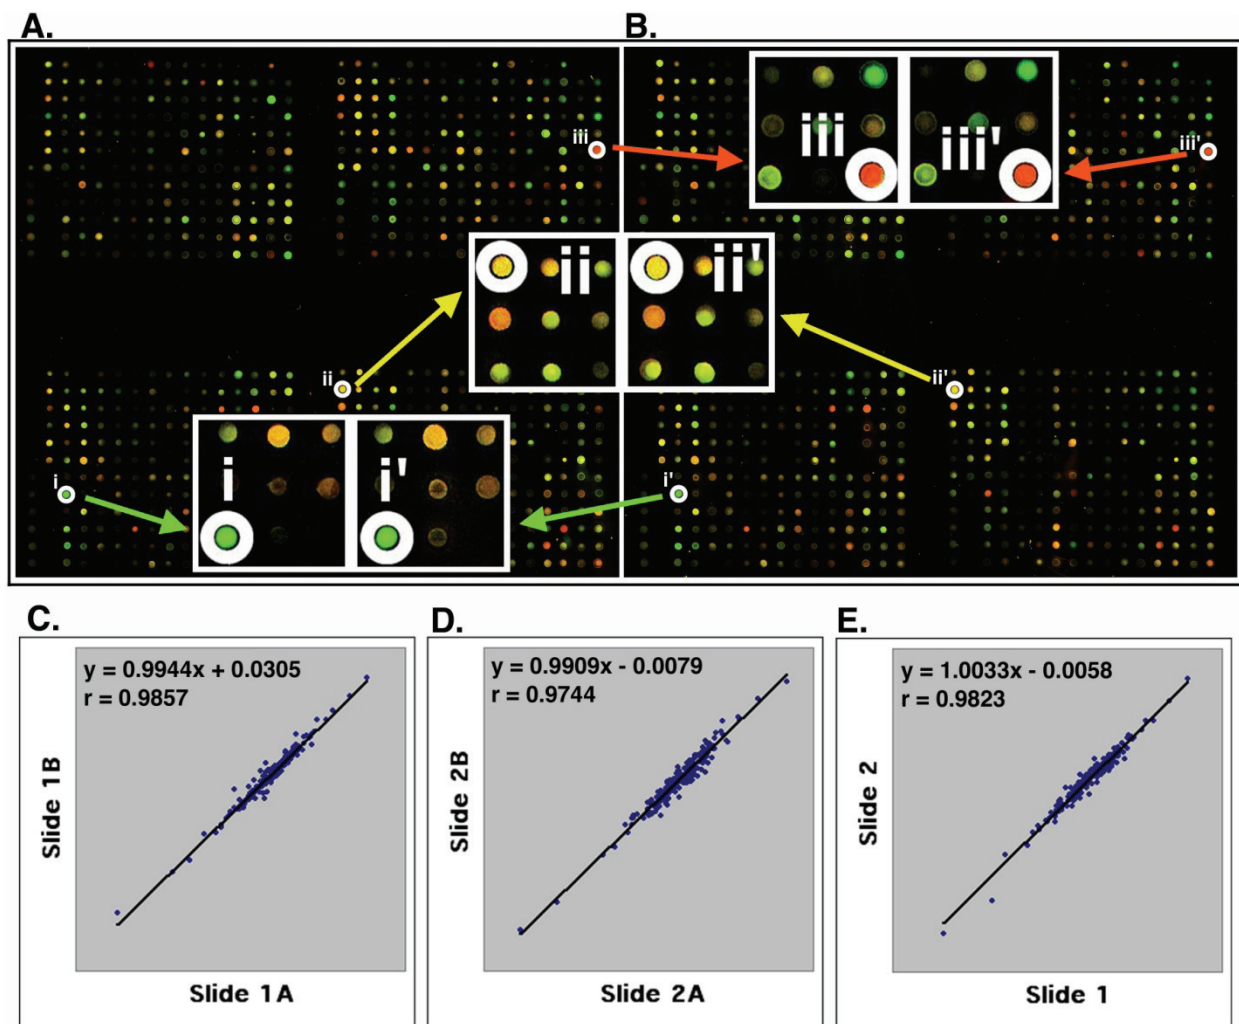 A.
B.
iii
iii
iii'
iii'
ii
ii'
ii
ii'
i
i'
i
i'
C.
D.
E.
y = 0.9944x + 0.0305
r = 0.9857
Slide 1B
Slide 1A
y = 0.9909x - 0.0079
r = 0.9744
Slide 2B
Slide 2A
y = 1.0033x - 0.0058
r = 0.9823
Slide 2
Slide 1